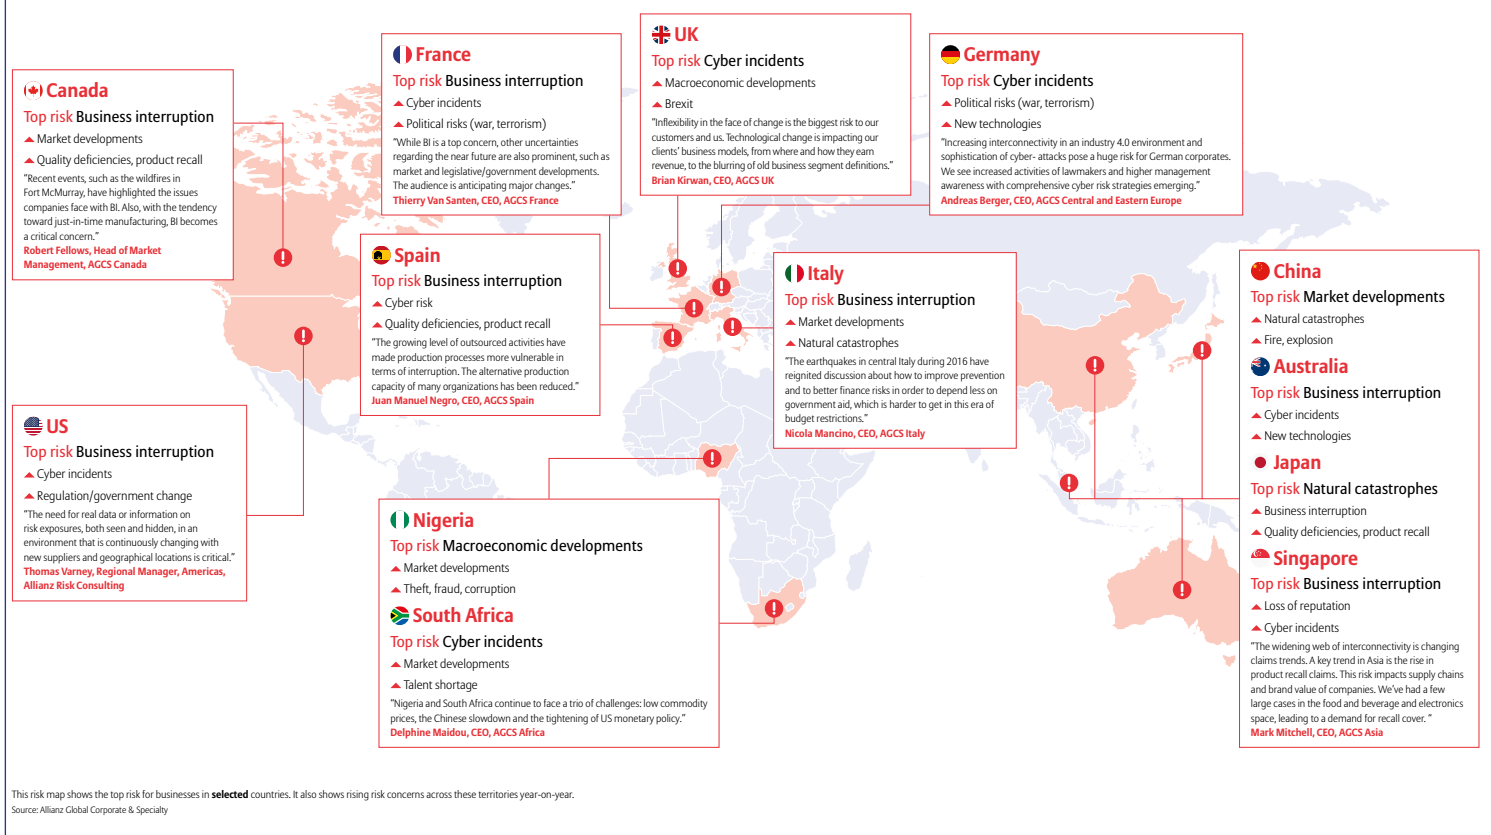 Canada
Top risk Business interruption
Market developments
Quality deficiencies, product recall
"Recent events, such as the wildfires in
Fort McMurray, have highlighted the issues
companies face with BI. Also, with the tendency
toward just-in-time manufacturing, BI becomes
a critical concern."
Robert Fellows, Head of Market
Management, AGCS Canada
US
Top risk Business interruption
Cyber incidents
Regulation/government change
"The need for real data or information on
risk exposures, both seen and hidden, in an
environment that is continuously changing with
new suppliers and geographical locations is critical."
Thomas Varney, Regional Manager, Americas,
Allianz Risk Consulting
France
Top risk Business interruption
Cyber incidents
Political risks (war, terrorism)
"While BI is a top concern, other uncertainties
regarding the near future are also prominent, such as
market and legislative/government developments.
The audience is anticipating major changes."
Thierry Van Santen, CEO, AGCS France
Spain
Top risk Business interruption
Cyber risk
Quality deficiencies, product recall
"The growing level of outsourced activities have
made production processes more vulnerable in
terms of interruption. The alternative production
capacity of many organizations has been reduced."
Juan Manuel Negro, CEO, AGCS Spain
Nigeria
Top risk Macroeconomic developments
Market developments
Theft, fraud, corruption
South Africa
Top risk Cyber incidents
Market developments
Talent shortage
"Nigeria and South Africa continue to face a trio of challenges: low commodity
prices, the Chinese slowdown and the tightening of US monetary policy."
Delphine Maidou, CEO, AGCS Africa
UK
Top risk Cyber incidents
Macroeconomic developments
Brexit
"Inflexibility in the face of change is the biggest risk to our
customers and us. Technological change is impacting our
clients' business models, from where and how they earn
revenue, to the blurring of old business segment definitions."
Brian Kirwan, CEO, AGCS UK
Germany
Top risk Cyber incidents
Political risks (war, terrorism)
New technologies
"Increasing interconnectivity in an industry 4.0 environment and
sophistication of cyber- attacks pose a huge risk for German corporates.
We see increased activities of lawmakers and higher management
awareness with comprehensive cyber risk strategies emerging."
Andreas Berger, CEO, AGCS Central and Eastern Europe
Italy
Top risk Business interruption
Market developments
Natural catastrophes
"The earthquakes in central Italy during 2016 have
reignited discussion about how to improve prevention
and to better finance risks in order to depend less on
government aid, which is harder to get in this era of
budget restrictions."
Nicola Mancino, CEO, AGCS Italy
China
Top risk Market developments
Natural catastrophes
Fire, explosion
Australia
Top risk Business interruption
Cyber incidents
New technologies
Japan
Top risk Natural catastrophes
Business interruption
Quality deficiencies, product recall
Singapore
Top risk Business interruption
Loss of reputation
Cyber incidents
"The widening web of interconnectivity is changing
claims trends. A key trend in Asia is the rise in
product recall claims. This risk impacts supply chains
and brand value of companies. We've had a few
large cases in the food and beverage and electronics
space, leading to a demand for recall cover. "
Mark Mitchell, CEO, AGCS Asia
This risk map shows the top risk for businesses in selected countries. It also shows rising risk concerns across these territories year-on-year.
Source: Allianz Global Corporate & Specialty